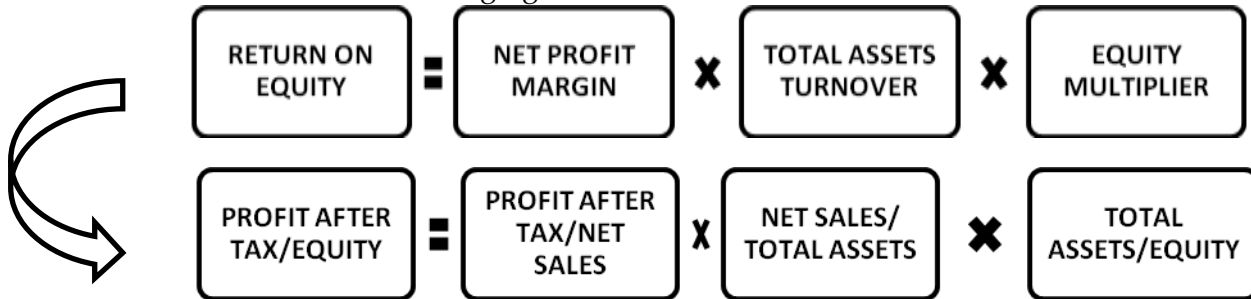 RETURN ON EQUITY = NET PROFIT MARGIN X TOTAL ASSETS TURNOVER X EQUITY MULTIPLIER
PROFIT AFTER TAX/EQUITY = PROFIT AFTER TAX/NET SALES X NET SALES/ TOTAL ASSETS X TOTAL ASSETS/EQUITY